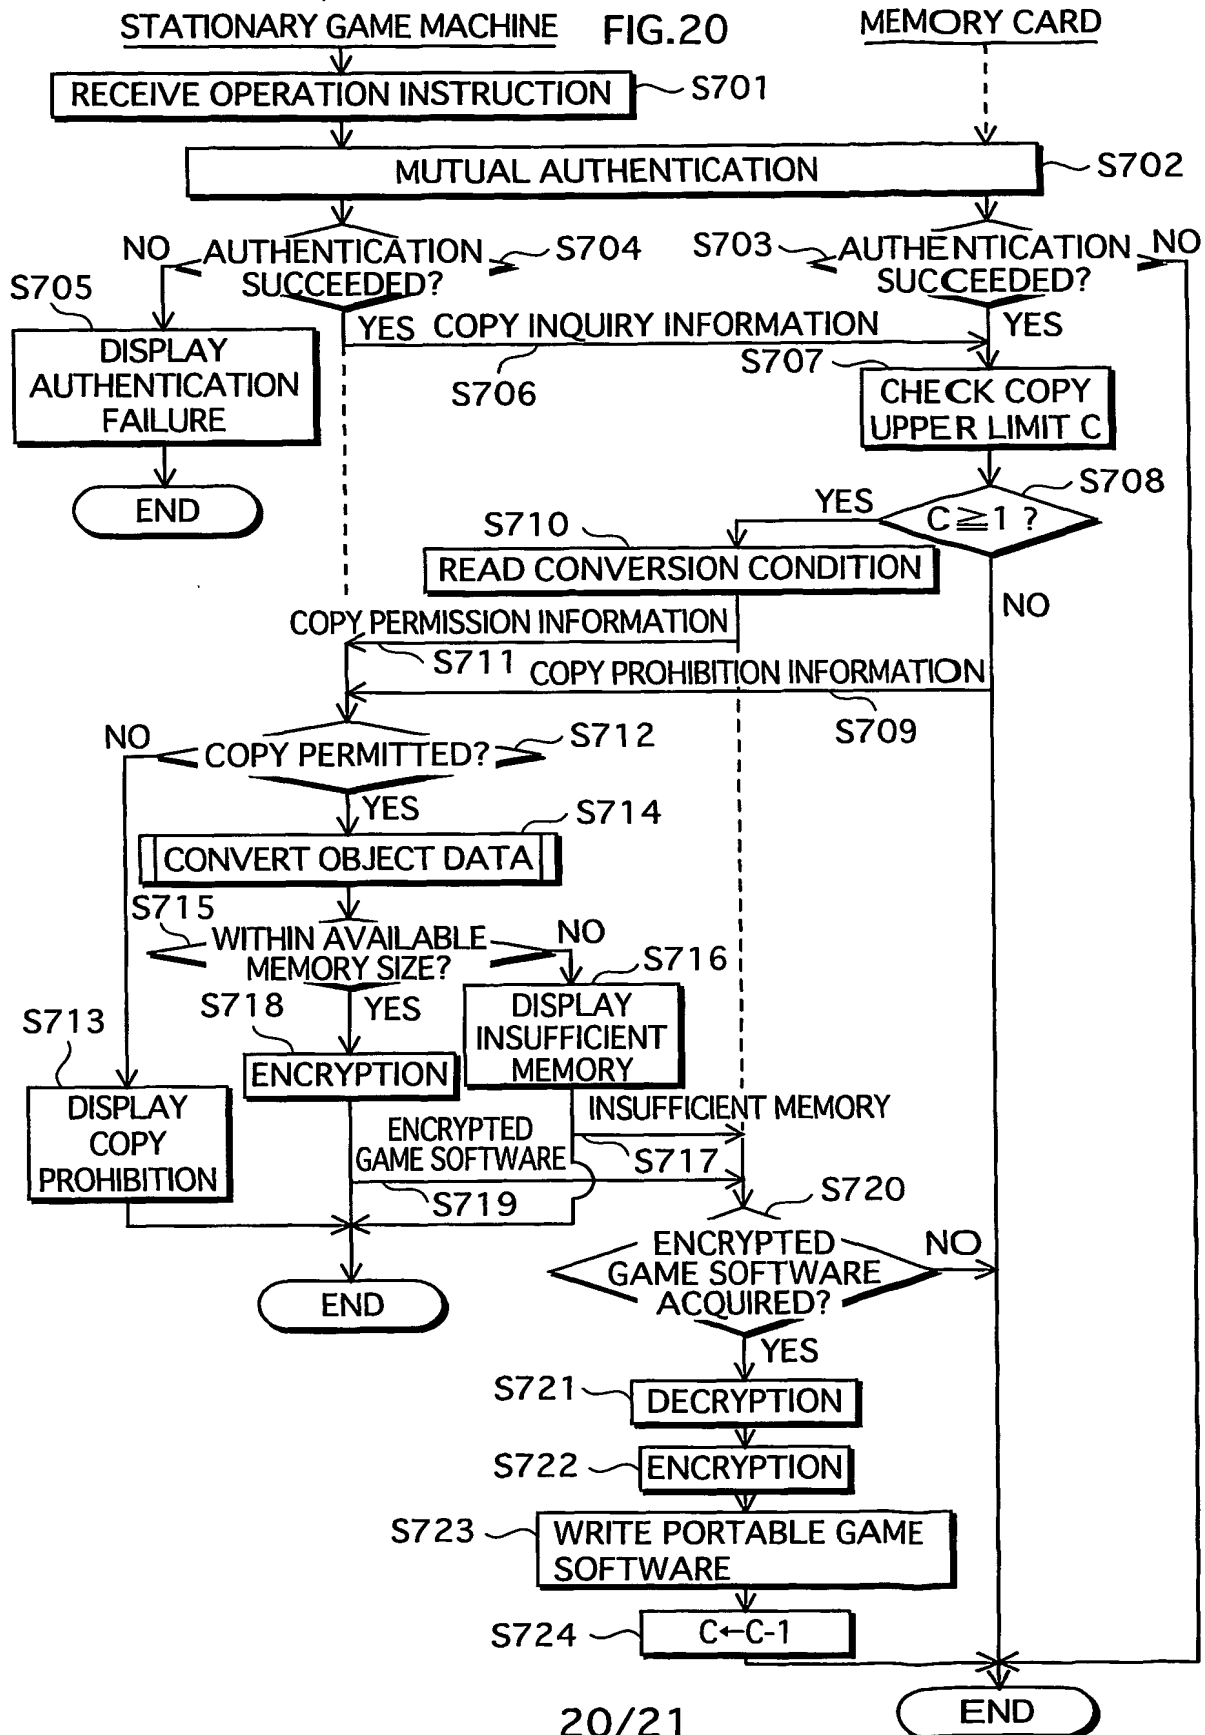 STATIONARY GAME MACHINE
FIG.20
MEMORY CARD
RECEIVE OPERATION INSTRUCTION
S701
MUTUAL AUTHENTICATION
S702
NO
AUTHENTICATION
SUCCEEDED?
S704
S703
AUTHENTICATION
SUCCEEDED?
NO
S705
DISPLAY
AUTHENTICATION
FAILURE
END
YES
COPY INQUIRY INFORMATION
S706
YES
S707
CHECK COPY
UPPER LIMIT C
S708
C≧1 ?
YES
S710
READ CONVERSION CONDITION
NO
COPY PERMISSION INFORMATION
S711
COPY PROHIBITION INFORMATION
S709
NO
COPY PERMITTED?
S712
YES
S714
CONVERT OBJECT DATA
S715
WITHIN AVAILABLE
MEMORY SIZE?
NO
S716
DISPLAY
INSUFFICIENT
MEMORY
S718
YES
ENCRYPTION
S713
DISPLAY
COPY
PROHIBITION
INSUFFICIENT MEMORY
S717
ENCRYPTED
GAME SOFTWARE
S719
END
S720
ENCRYPTED
GAME SOFTWARE
ACQUIRED?
NO
YES
S721
DECRYPTION
S722
ENCRYPTION
S723
WRITE PORTABLE GAME
SOFTWARE
S724
C←C-1
END
20/21